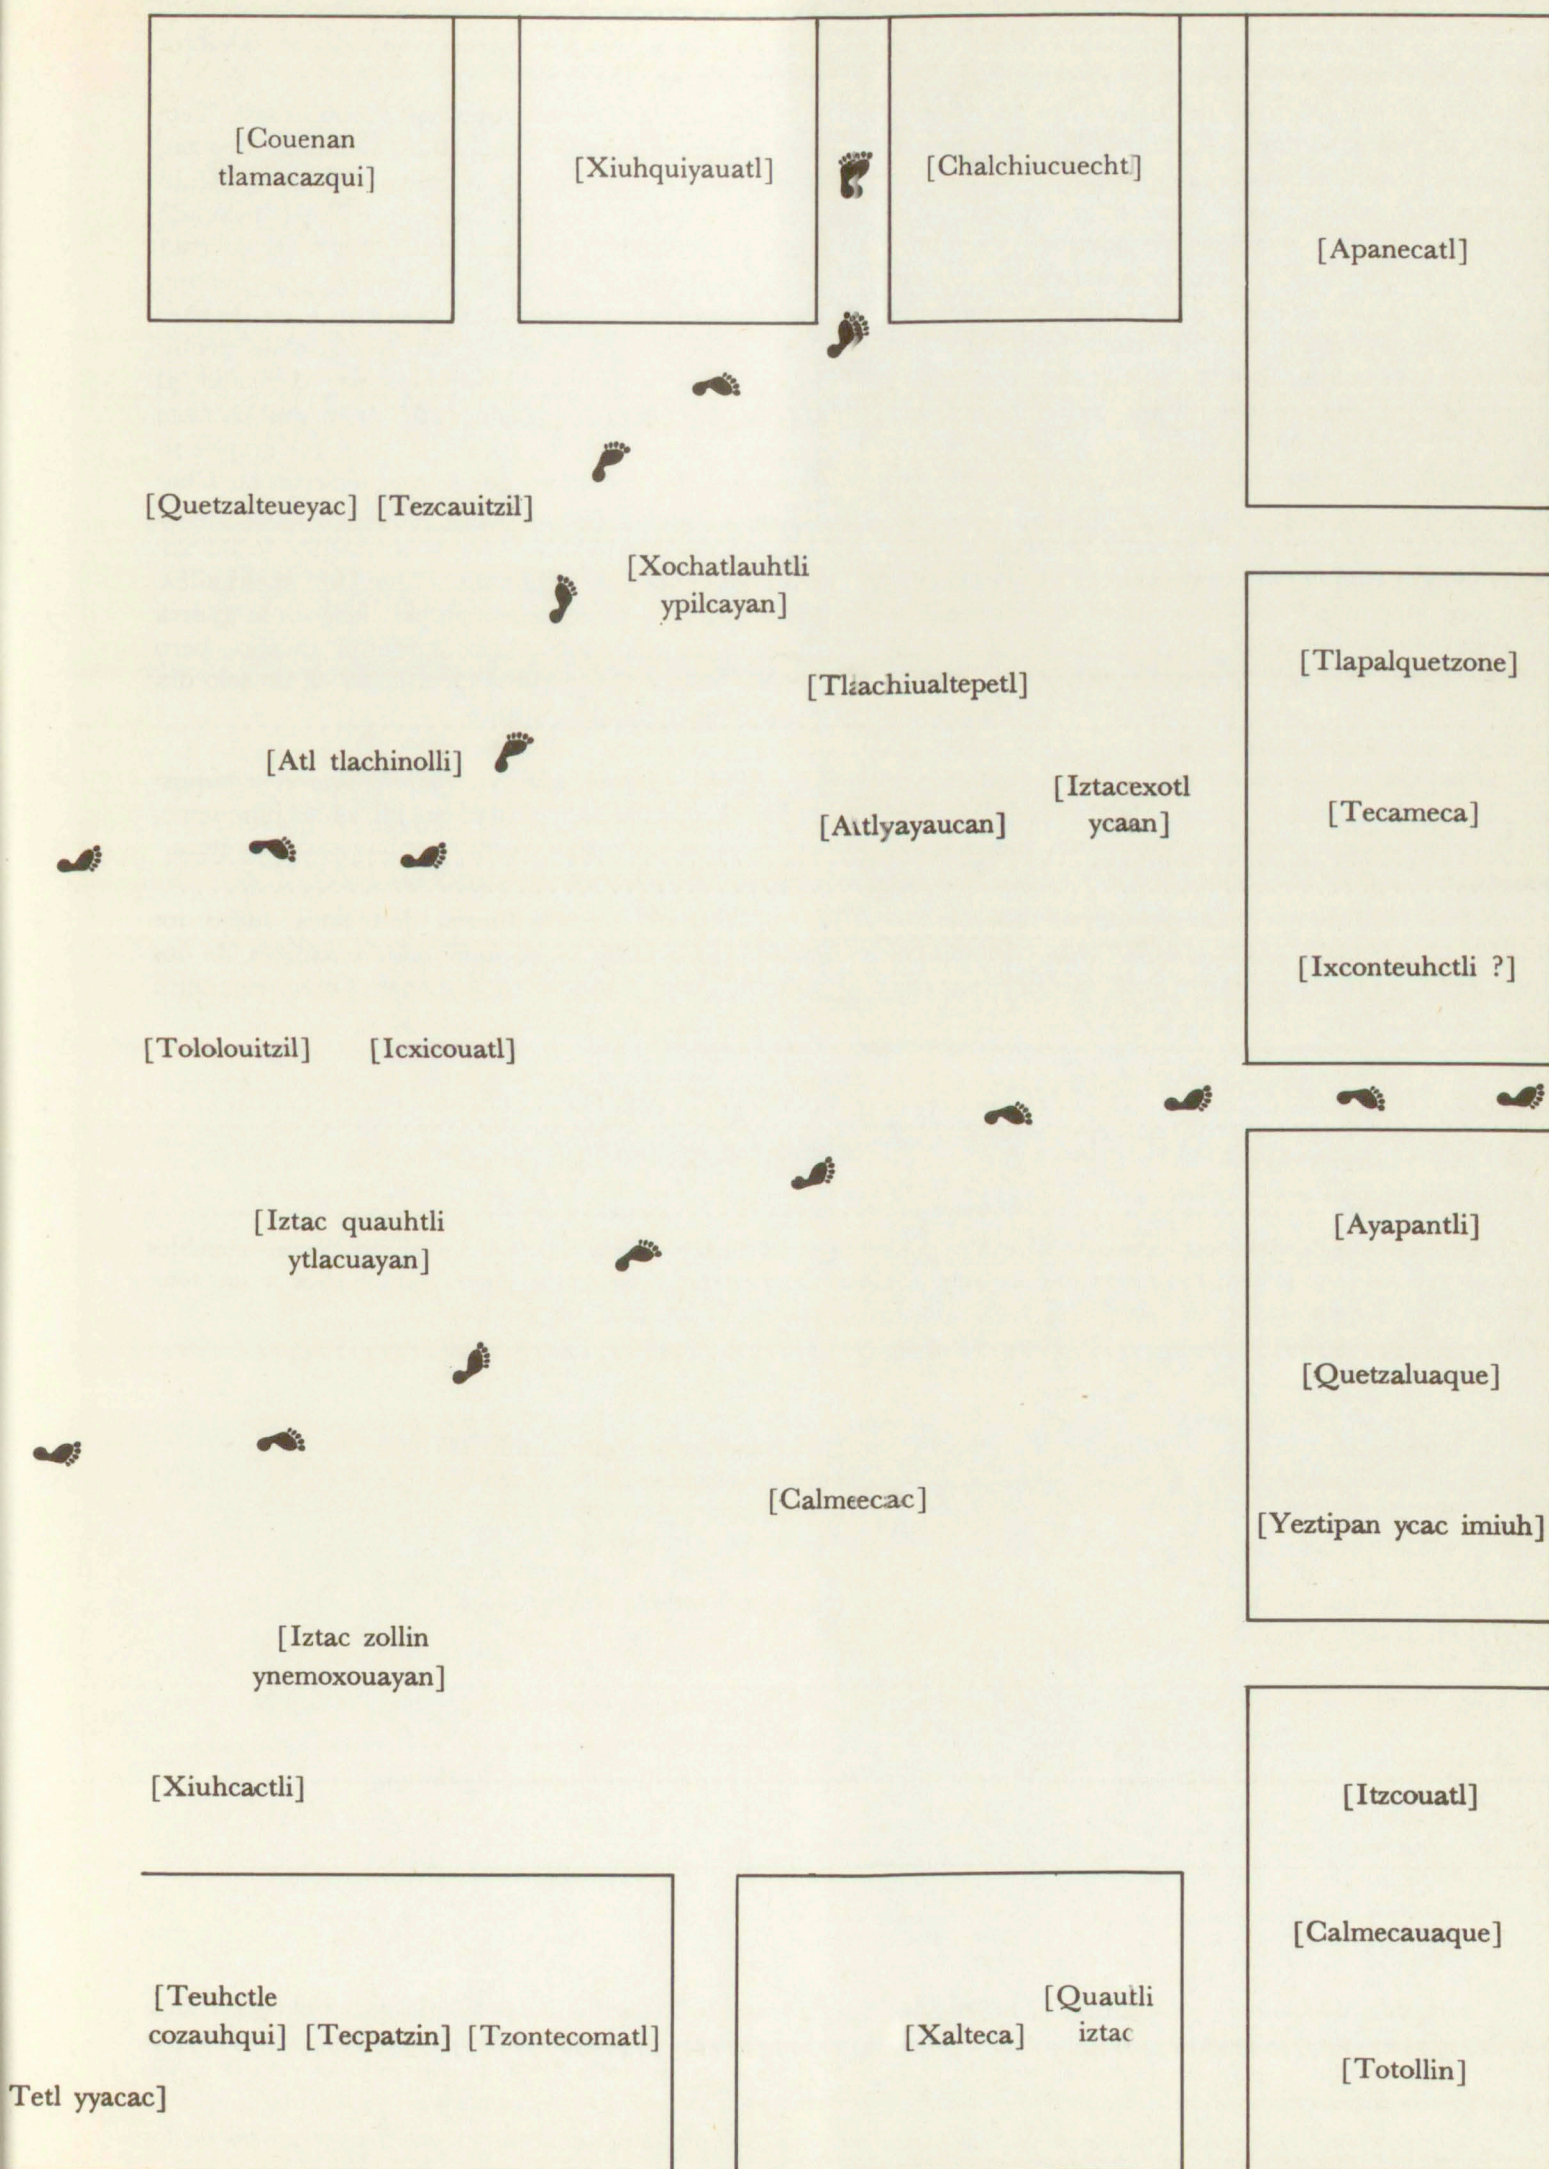 [Couenan
tlamacazqui]
[Xiuhquiyauatl]
[Chalchiucuecht]
[Apanecatl]
[Quetzalteueyac] [Tezcauitzil]
[Xochatlauhtli
ypilcayan]
[Tlapalquetzone]
[Tlachiualtepetl]
[Atl tlachinolli]
[Iztacexotl
ycaan]
[Atlyayaucan]
[Tecameca]
[Ixconteuhctli ?]
[Tololouitzil] [Icxicouatl]
[Iztac quauhtli
ytlacuayan]
[Ayapantli]
[Quetzaluaque]
[Calmecac]
[Yeztipan ycac imiuh]
[Iztac zollin
ynemoxouayan]
[Xiuhcactli]
[Itzcouatl]
[Calmecauaque]
[Teuhctle
cozauhqui] [Tecpatzin] [Tzontecomatl]
[Xalteca]
[Quautli
iztac
[Totollin]
Tetl yyacac]